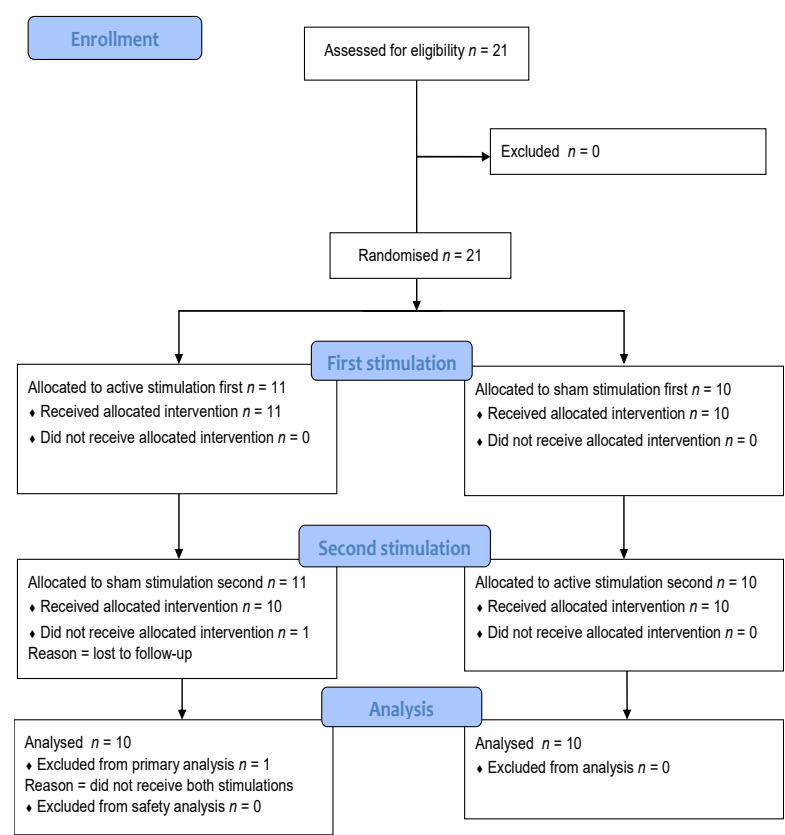 Enrollment
Assessed for eligibility n = 21
Excluded n = 0
Randomised n = 21
First stimulation
Allocated to active stimulation first n = 11
♦ Received allocated intervention n = 11
♦ Did not receive allocated intervention n = 0
Allocated to sham stimulation first n = 10
♦ Received allocated intervention n = 10
♦ Did not receive allocated intervention n = 0
Second stimulation
Allocated to sham stimulation second n = 11
♦ Received allocated intervention n = 10
♦ Did not receive allocated intervention n = 1
Reason = lost to follow-up
Allocated to active stimulation second n = 10
♦ Received allocated intervention n = 10
♦ Did not receive allocated intervention n = 0
Analysis
Analysed n = 10
♦ Excluded from primary analysis n = 1
Reason = did not receive both stimulations
♦ Excluded from safety analysis n = 0
Analysed n = 10
♦ Excluded from analysis n = 0